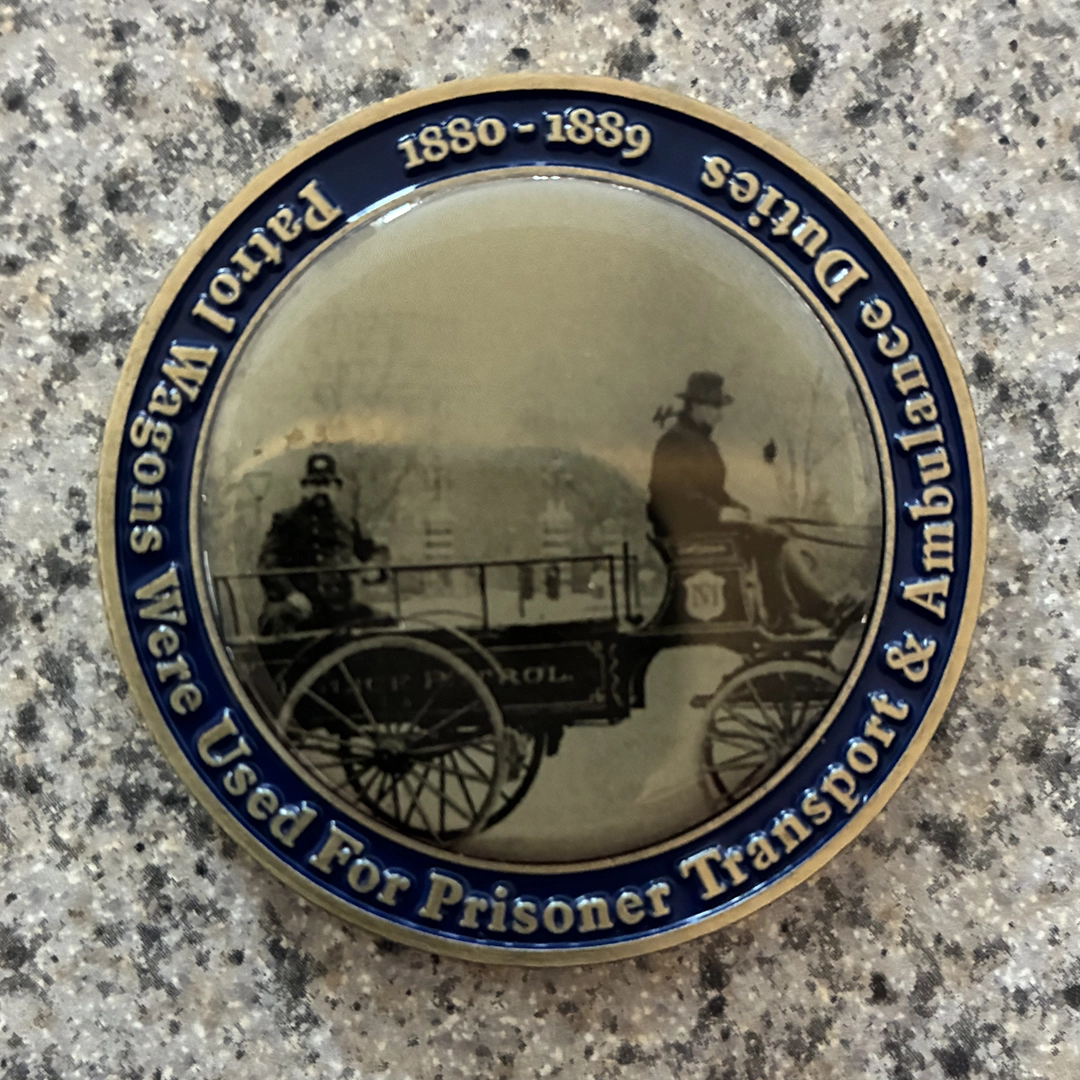 1880 - 1889
Patrol Wagons Were Used For Prisoner Transport & Ambulance Duties
PATROL